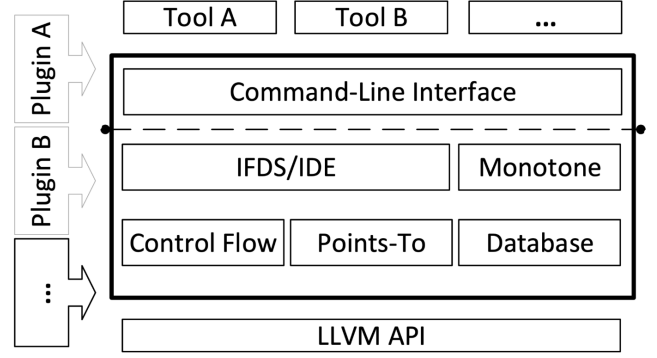 Tool A
Tool B
...
Plugin A
Command-Line Interface
Plugin B
IFDS/IDE
Monotone
Control Flow
Points-To
Database
...
LLVM API